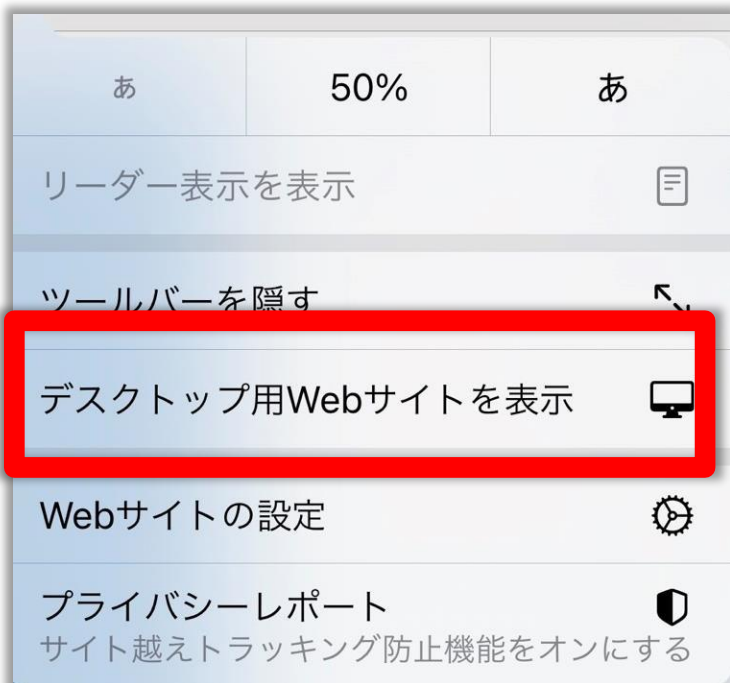 あ 50% あ
リーダー表示を表示
ツールバーを隠す
デスクトップ用Webサイトを表示
Webサイトの設定
プライバシーレポート
サイト越えトラッキング防止機能をオンにする